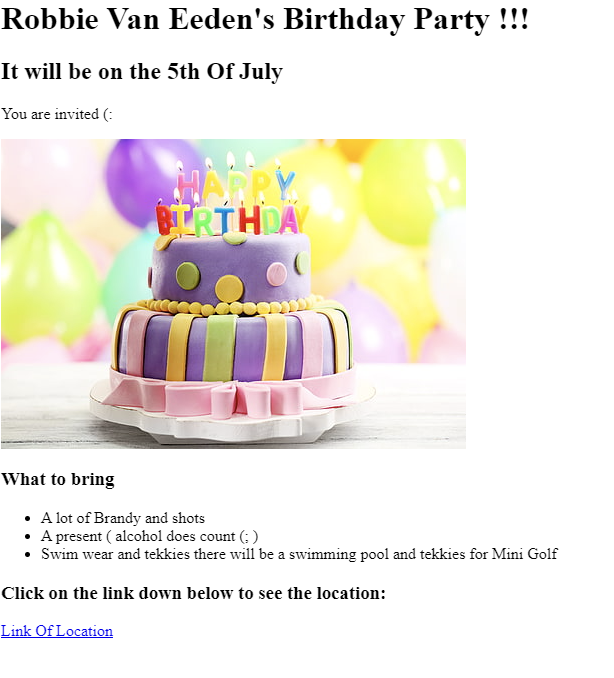 Robbie Van Eeden's Birthday Party !!!
It will be on the 5th Of July
You are invited (:
HAPPY
BIRTHDAY
What to bring
A lot of Brandy and shots
A present ( alcohol does count (; )
Swim wear and tekkies there will be a swimming pool and tekkies for Mini Golf
Click on the link down below to see the location:
Link Of Location